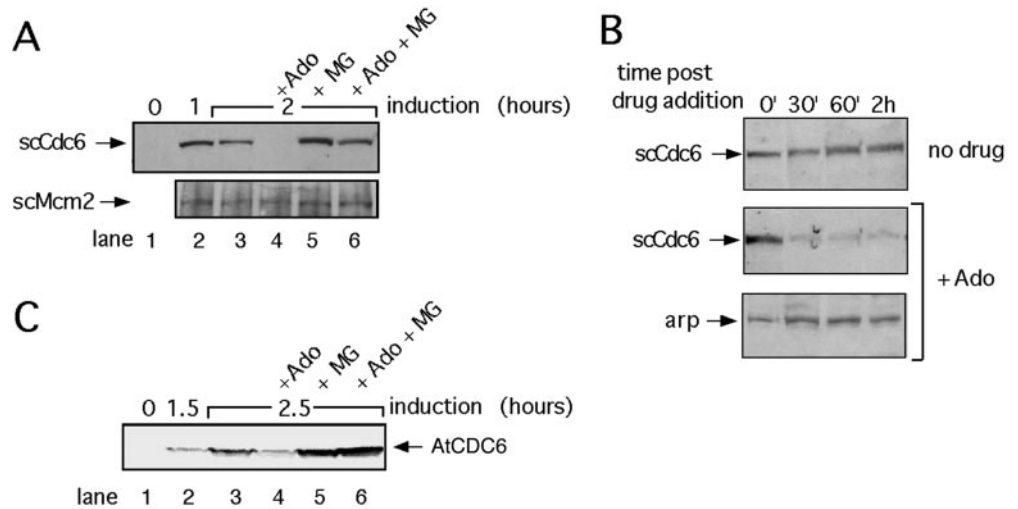 A
+Ado
+ MG
+ Ado + MG
0 1 2 induction (hours)
scCdc6
scMcm2
lane 1 2 3 4 5 6
B
time post
drug addition 0' 30' 60' 2h
scCdc6 no drug
scCdc6
+ Ado
arp
C
+Ado
+ MG
+ Ado + MG
0 1.5 2.5 induction (hours)
AtCDC6
lane 1 2 3 4 5 6